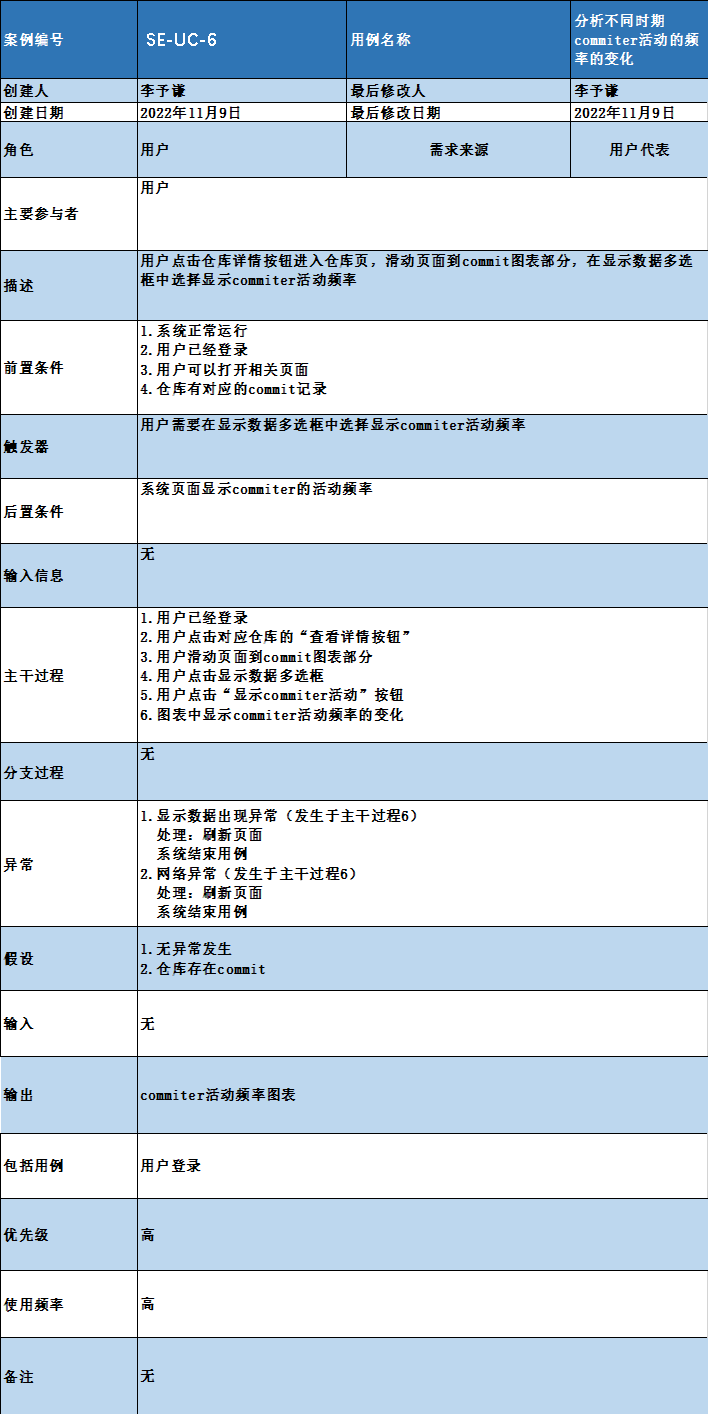 案例编号 SE-UC-6 用例名称 分析不同时期
commiter活动的频
率的变化
创建人 李予谦 最后修改人 李予谦
创建日期 2022年11月9日 最后修改日期 2022年11月9日
角色 用户 需求来源 用户代表
主要参与者 用户
描述 用户点击仓库详情按钮进入仓库页，滑动页面到commit图表部分，在显示数据多选
框中选择显示commiter活动频率
前置条件 1.系统正常运行
2.用户已经登录
3.用户可以打开相关页面
4.仓库有对应的commit记录
触发器 用户需要在显示数据多选框中选择显示commiter活动频率
后置条件 系统页面显示commiter的活动频率
输入信息 无
主干过程 1.用户已经登录
2.用户点击对应仓库的“查看详情按钮”
3.用户滑动页面到commit图表部分
4.用户点击显示数据多选框
5.用户点击“显示commiter活动”按钮
6.图表中显示commiter活动频率的变化
分支过程 无
异常 1.显示数据出现异常（发生于主干过程6）
处理：刷新页面
系统结束用例
2.网络异常（发生于主干过程6）
处理：刷新页面
系统结束用例
假设 1.无异常发生
2.仓库存在commit
输入 无
输出 commiter活动频率图表
包括用例 用户登录
优先级 高
使用频率 高
备注 无